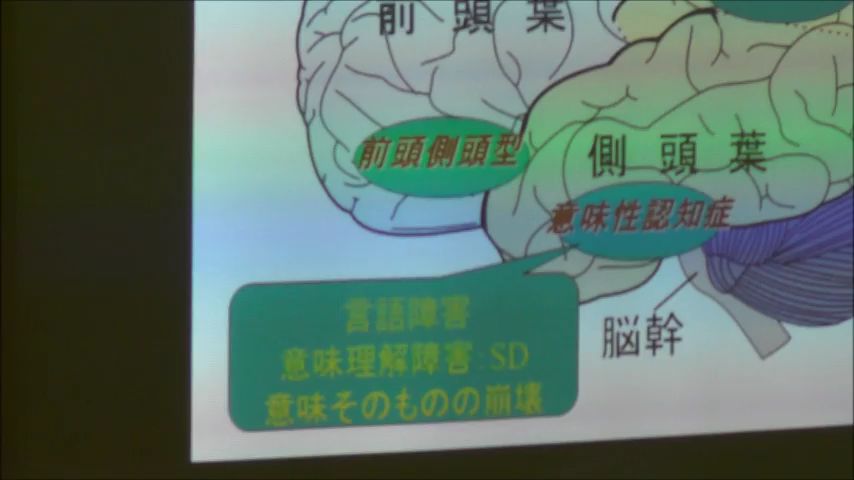 前頭葉
前頭側頭型
側頭葉
意味性認知症
脳幹
言語障害
意味理解障害:SD
意味そのものの崩壊